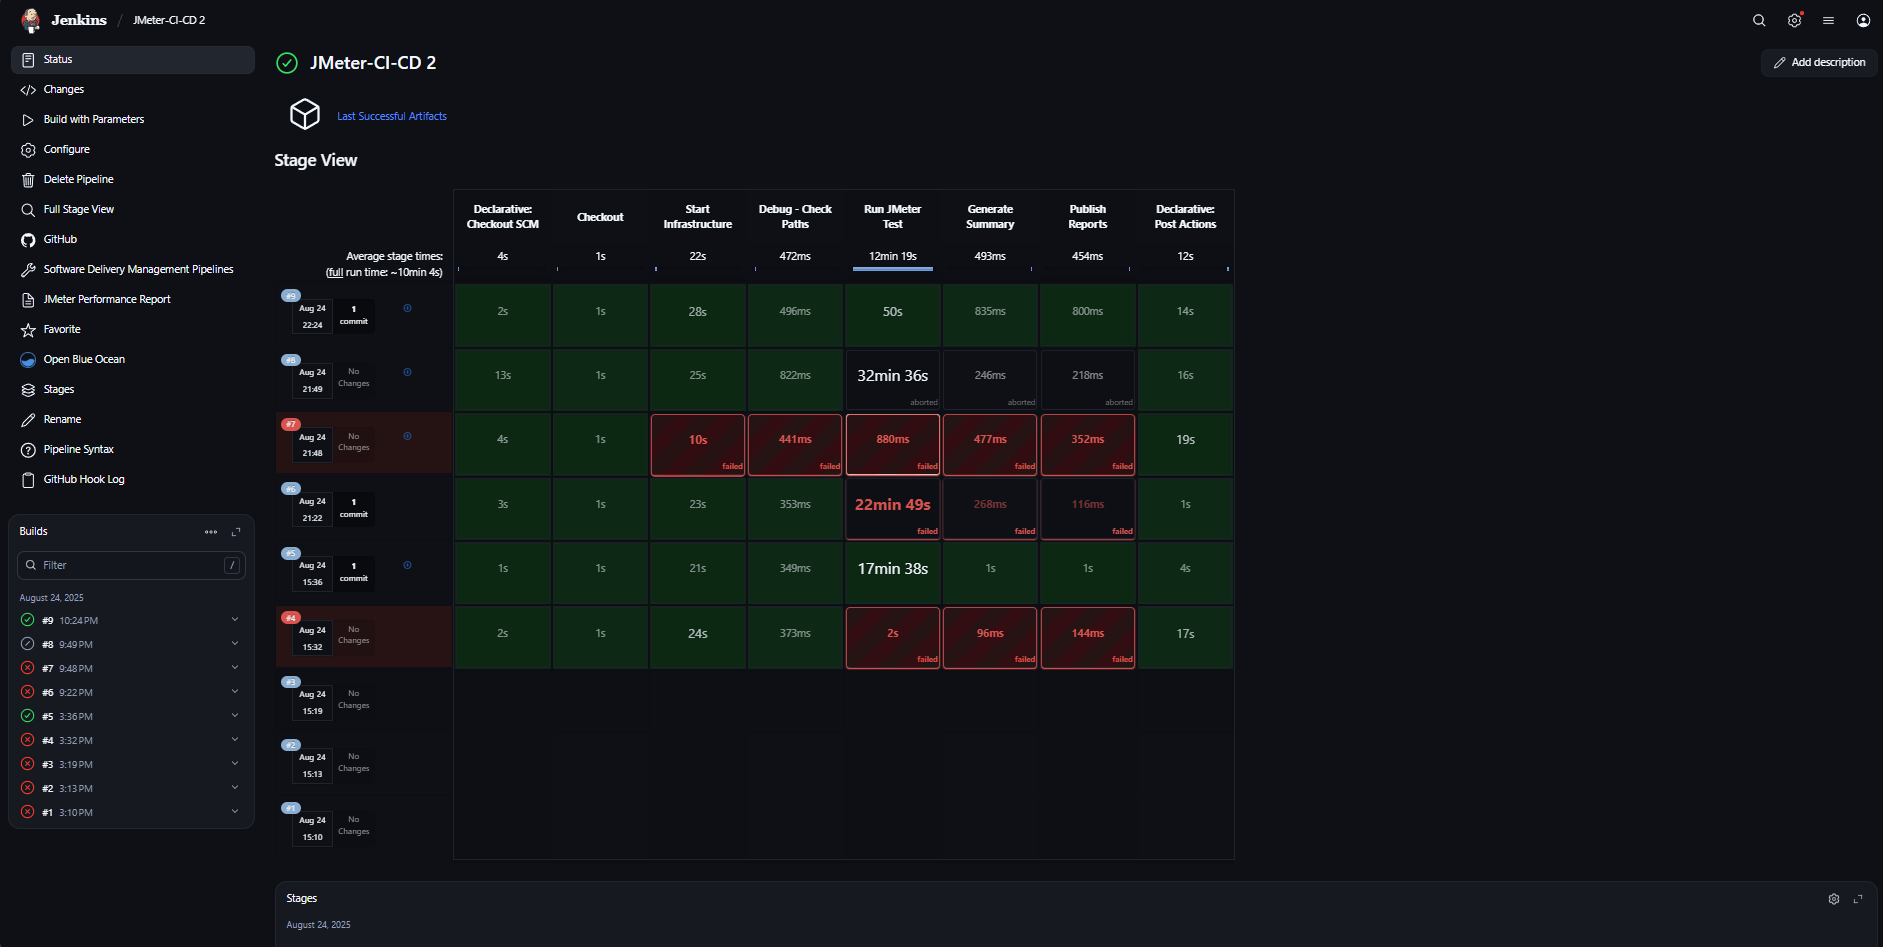 Jenkins / JMeter-CI-CD 2
Status
Changes
Build with Parameters
Configure
Delete Pipeline
Full Stage View
GitHub
Software Delivery Management Pipelines
JMeter Performance Report
Favorite
Open Blue Ocean
Stages
Rename
Pipeline Syntax
GitHub Hook Log
Builds
Filter /
August 24, 2025
#9 10:24 PM
#8 9:49 PM
#7 9:48 PM
#6 9:22 PM
#5 3:36 PM
#4 3:32 PM
#3 3:19 PM
#2 3:13 PM
#1 3:10 PM
JMeter-CI-CD 2
Add description
Last Successful Artifacts
Stage View
Declarative: Checkout SCM
Checkout
Start Infrastructure
Debug - Check Paths
Run JMeter Test
Generate Summary
Publish Reports
Declarative: Post Actions
Average stage times:
(full run time: ~10min 4s)
4s 1s 22s 472ms 12min 19s 493ms 454ms 12s
#9
Aug 24 22:24
1 commit
2s 1s 28s 496ms 50s 835ms 800ms 14s
#8
Aug 24 21:49
No Changes
13s 1s 25s 822ms 32min 36s 246ms 218ms 16s
aborted aborted aborted
#7
Aug 24 21:48
No Changes
4s 1s 10s 441ms 880ms 477ms 352ms 19s
failed failed failed failed failed
#6
Aug 24 21:22
1 commit
3s 1s 23s 353ms 22min 49s 268ms 116ms 1s
failed failed failed
#5
Aug 24 15:36
1 commit
1s 1s 21s 349ms 17min 38s 1s 1s 4s
#4
Aug 24 15:32
No Changes
2s 1s 24s 373ms 2s 96ms 144ms 17s
failed failed failed
#3
Aug 24 15:19
No Changes
#2
Aug 24 15:13
No Changes
#1
Aug 24 15:10
No Changes
Stages
August 24, 2025